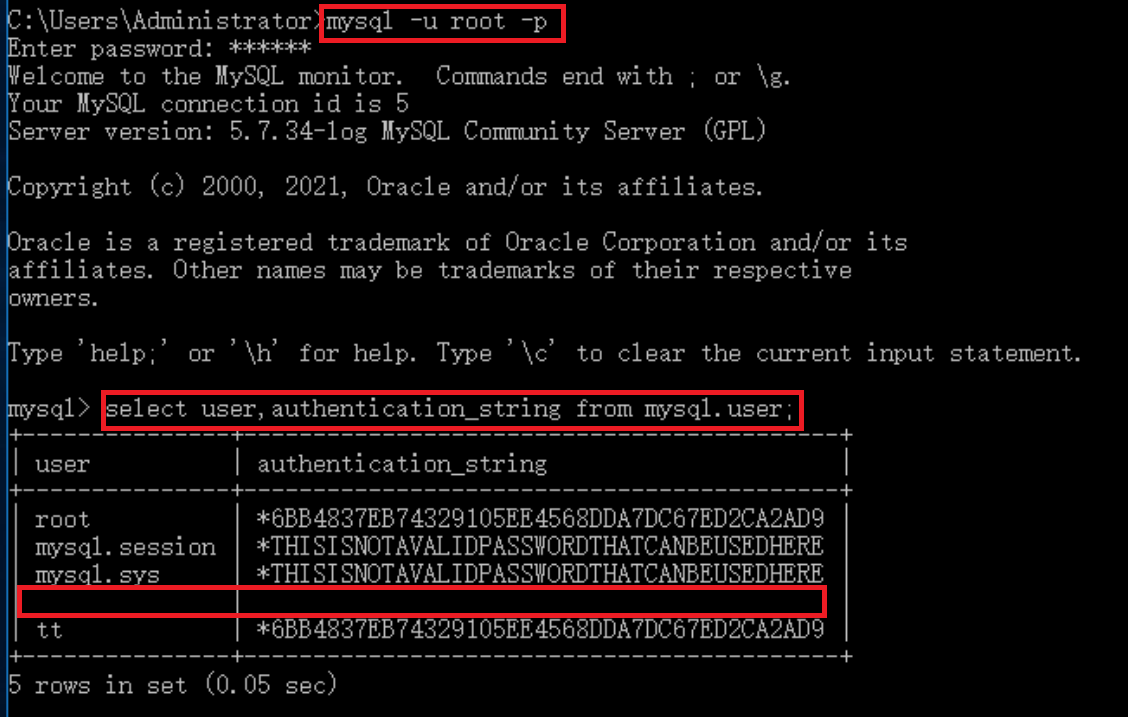 C:\Users\Administrator>mysql -u root -p
Enter password: ******
Welcome to the MySQL monitor.  Commands end with ; or \g.
Your MySQL connection id is 5
Server version: 5.7.34-log MySQL Community Server (GPL)
Copyright (c) 2000, 2021, Oracle and/or its affiliates.
Oracle is a registered trademark of Oracle Corporation and/or its
affiliates. Other names may be trademarks of their respective
owners.
Type 'help;' or '\h' for help. Type '\c' to clear the current input statement.
mysql> select user,authentication_string from mysql.user;
+---------------+-------------------------------------------+
| user          | authentication_string                     |
+---------------+-------------------------------------------+
| root          | *6BB4837EB74329105EE4568DDA7DC67ED2CA2AD9 |
| mysql.session | *THISISNOTAVALIDPASSWORDTHATCANBEUSEDHERE |
| mysql.sys     | *THISISNOTAVALIDPASSWORDTHATCANBEUSEDHERE |
|               |                                           |
| tt            | *6BB4837EB74329105EE4568DDA7DC67ED2CA2AD9 |
+---------------+-------------------------------------------+
5 rows in set (0.05 sec)